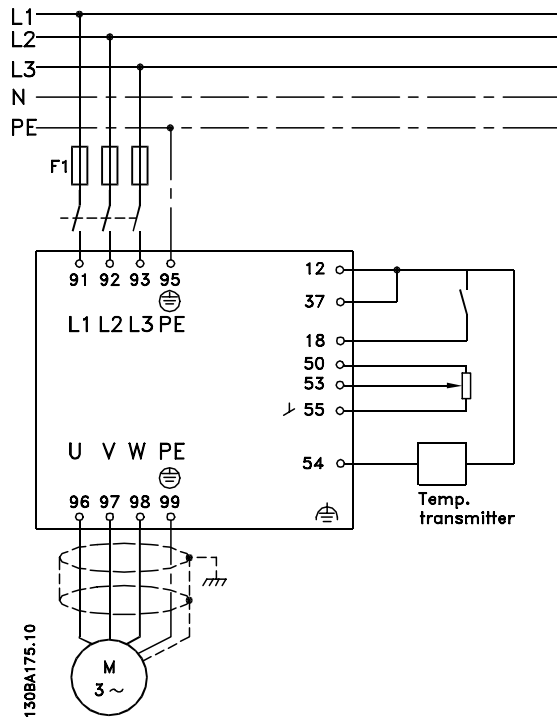 L1
L2
L3
N
PE
F1
91 92 93 95
L1 L2 L3 PE
12
37
18
50
53
55
54
U V W PE
96 97 98 99
Temp.
transmitter
M
3 ~
130BA175.10